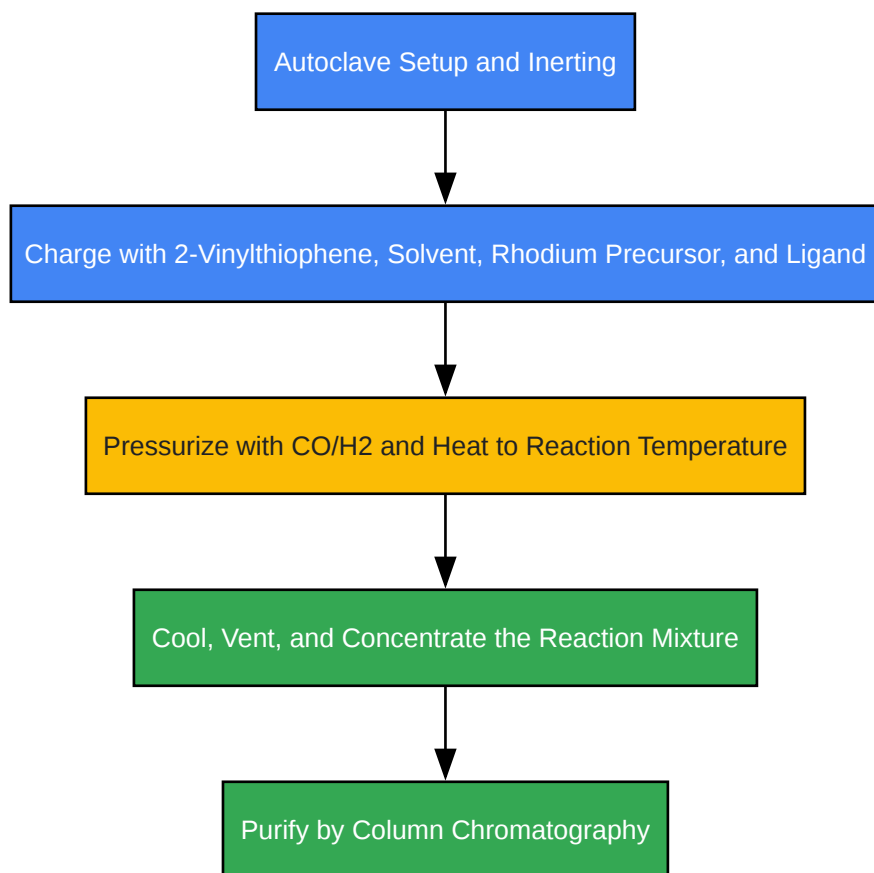 Autoclave Setup and Inerting
Charge with 2-Vinylthiophene, Solvent, Rhodium Precursor, and Ligand
Pressurize with CO/H2 and Heat to Reaction Temperature
Cool, Vent, and Concentrate the Reaction Mixture
Purify by Column Chromatography